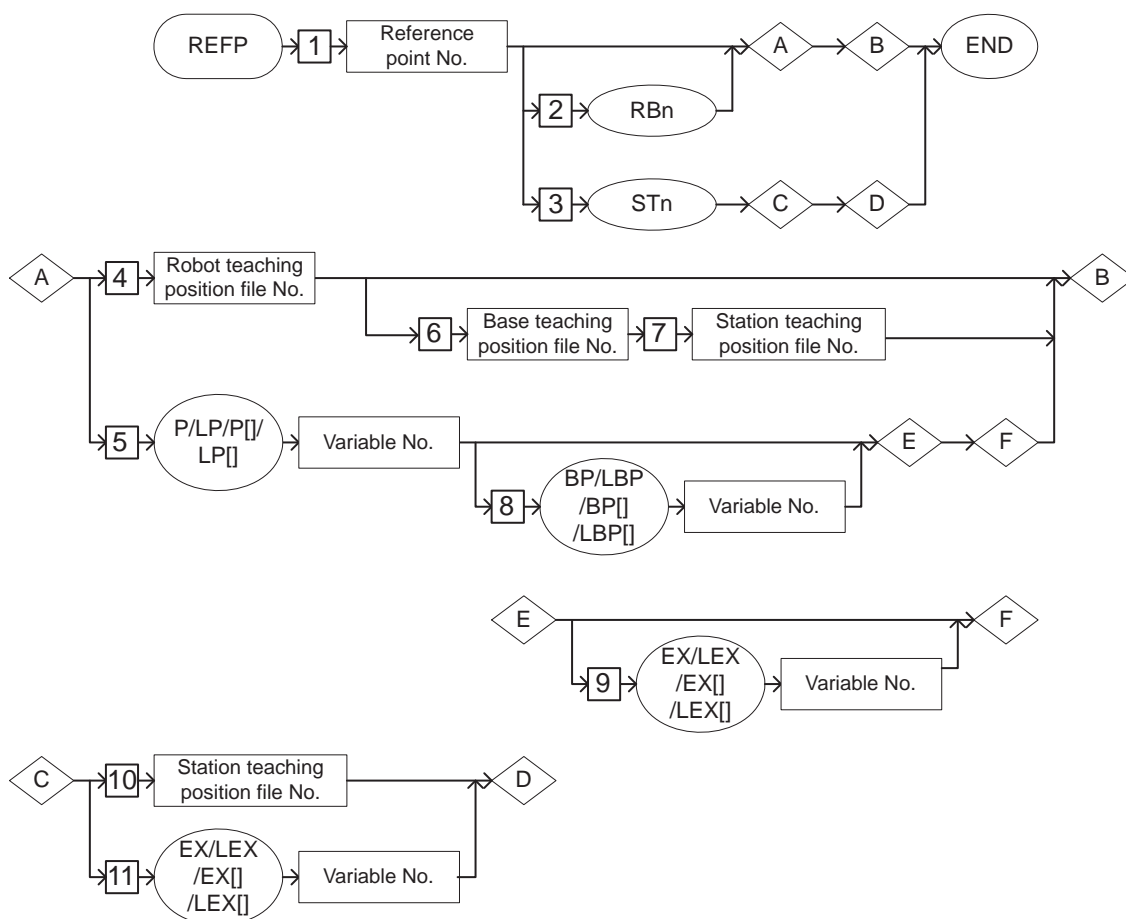 REFP
1
Reference
point No.
A
B
END
2
RBn
3
STn
C
D
A
4
Robot teaching
position file No.
B
6
Base teaching
position file No.
7
Station teaching
position file No.
5
P/LP/P[]/
LP[]
Variable No.
E
F
8
BP/LBP
/BP[]
/LBP[]
Variable No.
E
F
9
EX/LEX
/EX[]
/LEX[]
Variable No.
C
10
Station teaching
position file No.
D
11
EX/LEX
/EX[]
/LEX[]
Variable No.